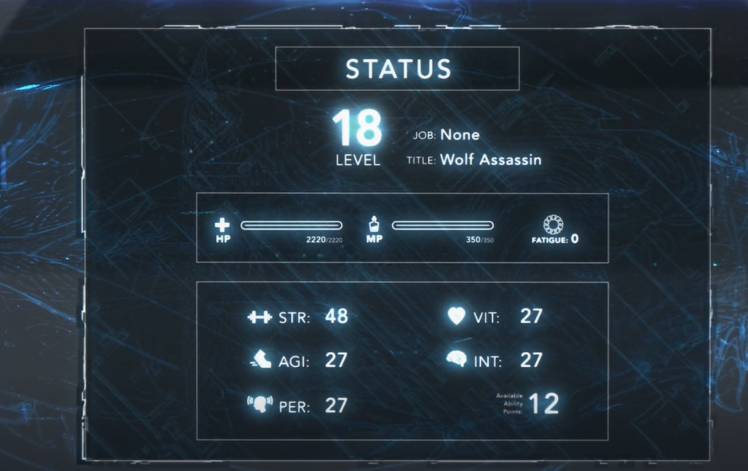 STATUS
18
LEVEL
JOB: None
TITLE: Wolf Assassin
HP
2220/2220
MP
350/350
FATIGUE: 0
STR: 48
VIT: 27
AGI: 27
INT: 27
PER: 27
Available
Ability
Points:
12